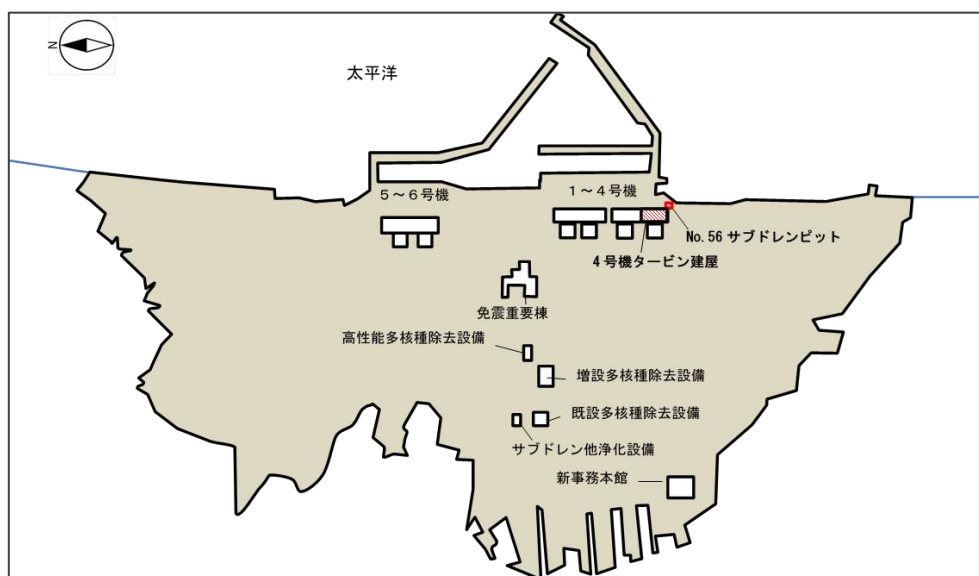 N
太平洋
５～６号機
１～４号機
No.56 サブドレンピット
4号機タービン建屋
免震重要棟
高性能多核種除去設備
増設多核種除去設備
既設多核種除去設備
サブドレン他浄化設備
新事務本館